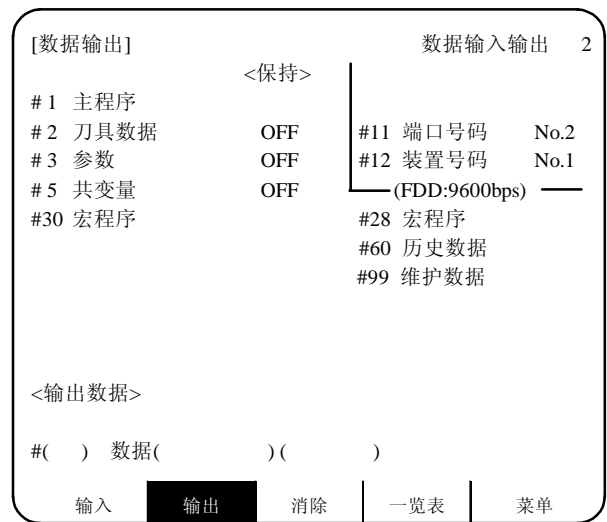 [数据输出] 数据输入输出 2
<保持>
# 1 主程序
# 2 刀具数据 OFF #11 端口号码 No.2
# 3 参数 OFF #12 装置号码 No.1
# 5 共变量 OFF (FDD:9600bps)
#30 宏程序 #28 宏程序
#60 历史数据
#99 维护数据
<输出数据>
#( ) 数据( ) ( )
输入 输出 消除 一览表 菜单